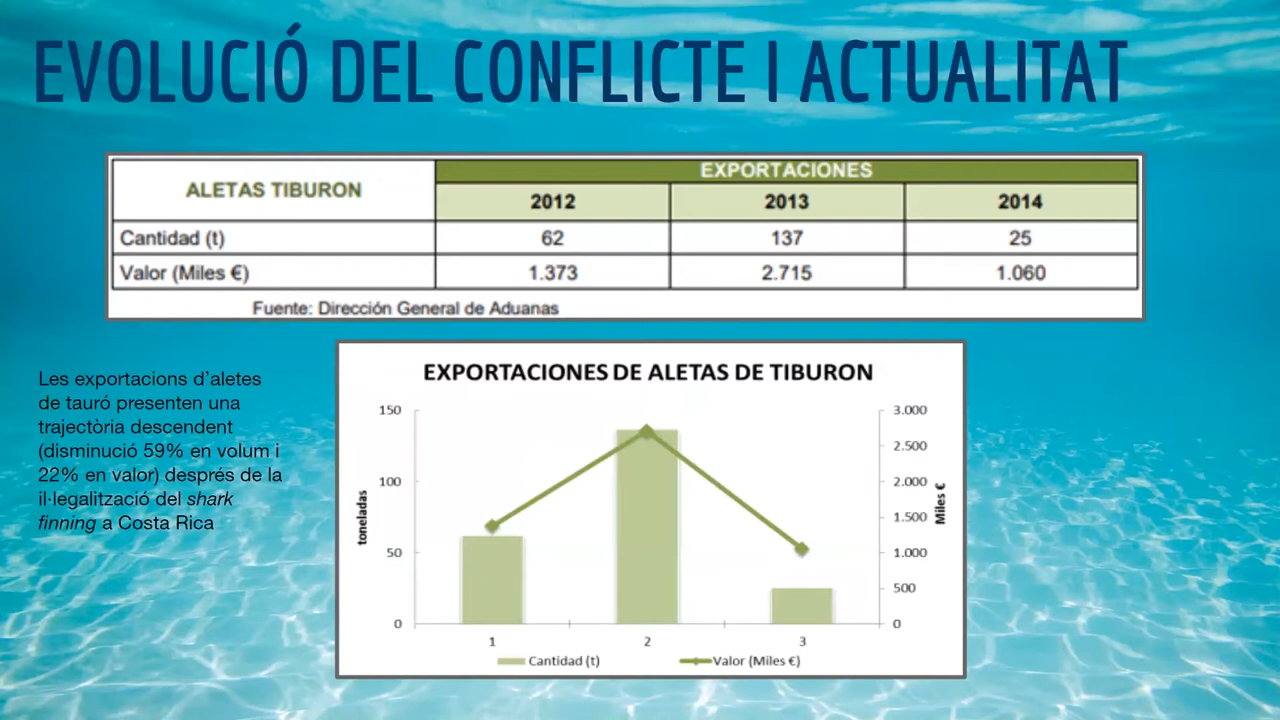 EVOLUCIÓ DEL CONFLICTE I ACTUALITAT
ALETAS TIBURON
EXPORTACIONES
2012 2013 2014
Cantidad (t) 62 137 25
Valor (Miles €) 1.373 2.715 1.060
Fuente: Dirección General de Aduanas
Les exportacions d’aletes
de tauró presenten una
trajectòria descendent
(disminució 59% en volum i
22% en valor) després de la
il·legalització del shark
finning a Costa Rica
EXPORTACIONES DE ALETAS DE TIBURON
150
100
50
0
toneladas
3.000
2.500
2.000
1.500
1.000
500
0
Miles €
1 2 3
Cantidad (t) Valor (Miles €)